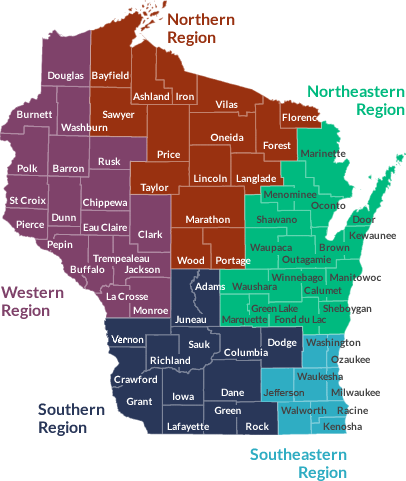 Northern
Region
Douglas
Bayfield
Ashland
Iron
Vilas
Northeastern
Region
Burnett
Washburn
Sawyer
Florence
Oneida
Forest
Marinette
Price
Polk
Barron
Rusk
Lincoln
Langlade
Taylor
Menominee
Oconto
St Croix
Dunn
Chippewa
Marathon
Shawano
Door
Pierce
Eau Claire
Clark
Kewaunee
Pepin
Waupaca
Brown
Trempealeau
Wood
Portage
Outagamie
Buffalo
Jackson
Winnebago
Manitowoc
Western
Region
Adams
Waushara
Calumet
La Crosse
Monroe
Juneau
Green Lake
Sheboygan
Marquette
Fond du Lac
Vernon
Sauk
Dodge
Washington
Columbia
Ozaukee
Richland
Crawford
Waukesha
Dane
Jefferson
Milwaukee
Grant
Iowa
Southern
Region
Green
Walworth
Racine
Lafayette
Rock
Kenosha
Southeastern
Region